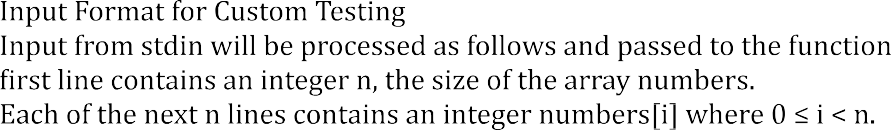 Input Format for Custom Testing
Input from stdin will be processed as follows and passed to the function
first line contains an integer n, the size of the array numbers.
Each of the next n lines contains an integer numbers[i] where 0 ≤ i < n.